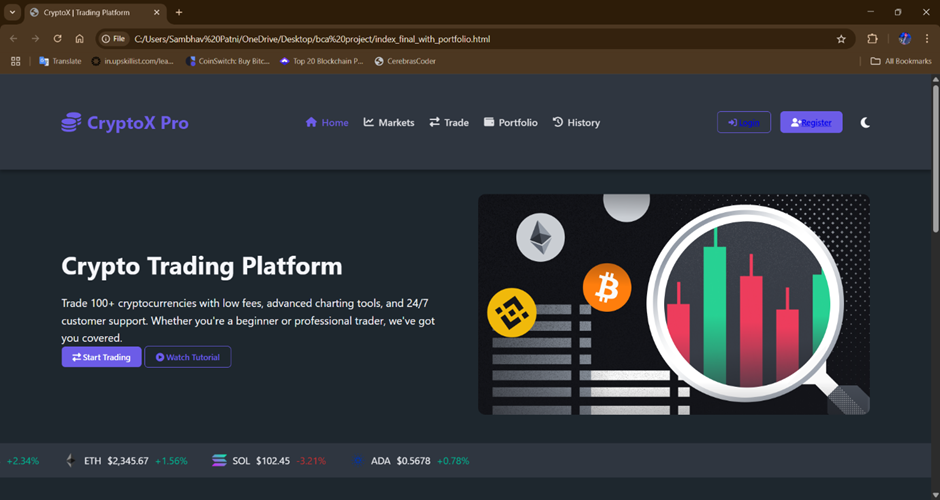 CryptoX | Trading Platform
File C:/Users/Sambhav%20Patni/OneDrive/Desktop/bca%20project/index_final_with_portfolio.html
Translate in.upskillist.com/lea... CoinSwitch: Buy Bitc... Top 20 Blockchain P... CerebrasCoder All Bookmarks
CryptoX Pro Home Markets Trade Portfolio History Login Register
Crypto Trading Platform
Trade 100+ cryptocurrencies with low fees, advanced charting tools, and 24/7
customer support. Whether you're a beginner or professional trader, we've got
you covered.
Start Trading Watch Tutorial
+2.34% ETH $2,345.67 +1.56% SOL $102.45 -3.21% ADA $0.5678 +0.78%